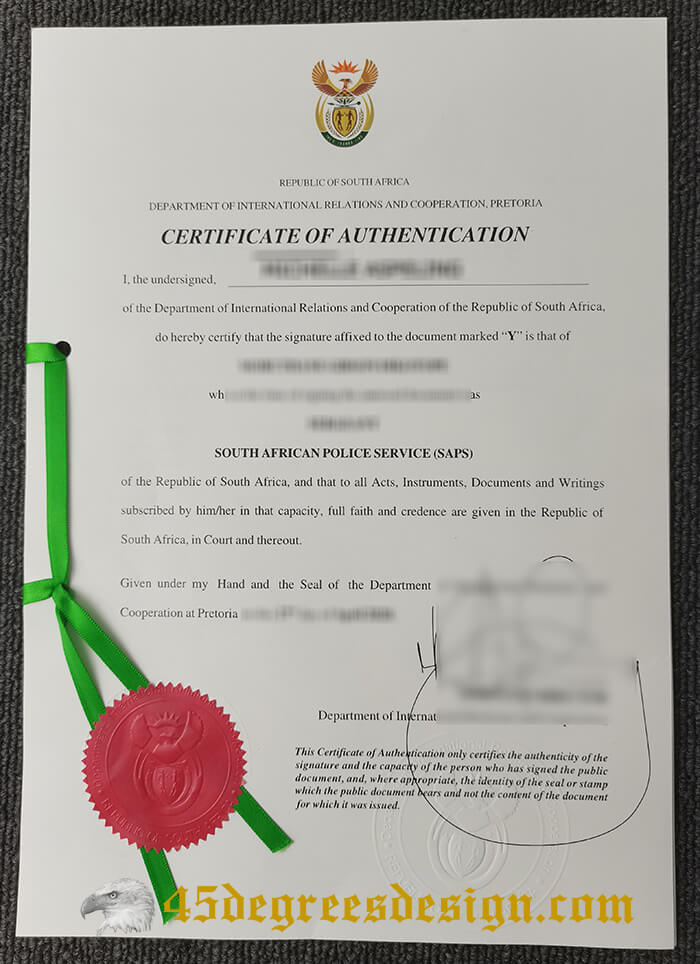 REPUBLIC OF SOUTH AFRICA
DEPARTMENT OF INTERNATIONAL RELATIONS AND COOPERATION, PRETORIA
CERTIFICATE OF AUTHENTICATION
I, the undersigned,
of the Department of International Relations and Cooperation of the Republic of South Africa,
do hereby certify that the signature affixed to the document marked “Y” is that of
wh as
SOUTH AFRICAN POLICE SERVICE (SAPS)
of the Republic of South Africa, and that to all Acts, Instruments, Documents and Writings
subscribed by him/her in that capacity, full faith and credence are given in the Republic of
South Africa, in Court and thereout.
Given under my Hand and the Seal of the Department
Cooperation at Pretoria
Department of Internat
This Certificate of Authentication only certifies the authenticity of the
signature and the capacity of the person who has signed the public
document, and, where appropriate, the identity of the seal or stamp
which the public document bears and not the content of the document
for which it was issued.
45degreesdesign.com